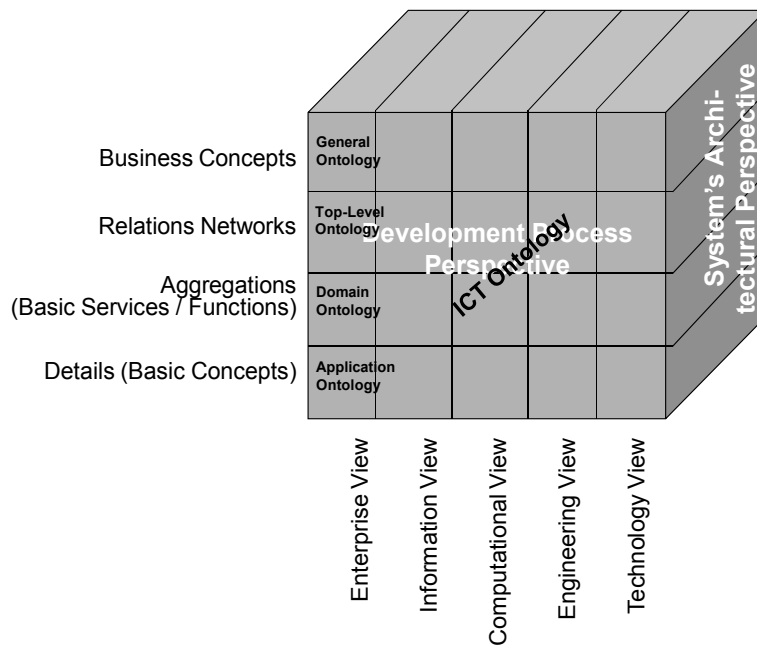 Business Concepts
Relations Networks
Aggregations
(Basic Services / Functions)
Details (Basic Concepts)
General
Ontology
Top-Level
Ontology
Domain
Ontology
Application
Ontology
Development Process
Perspective
ICT Ontology
System's Archi-
tectural Perspective
Enterprise View
Information View
Computational View
Engineering View
Technology View